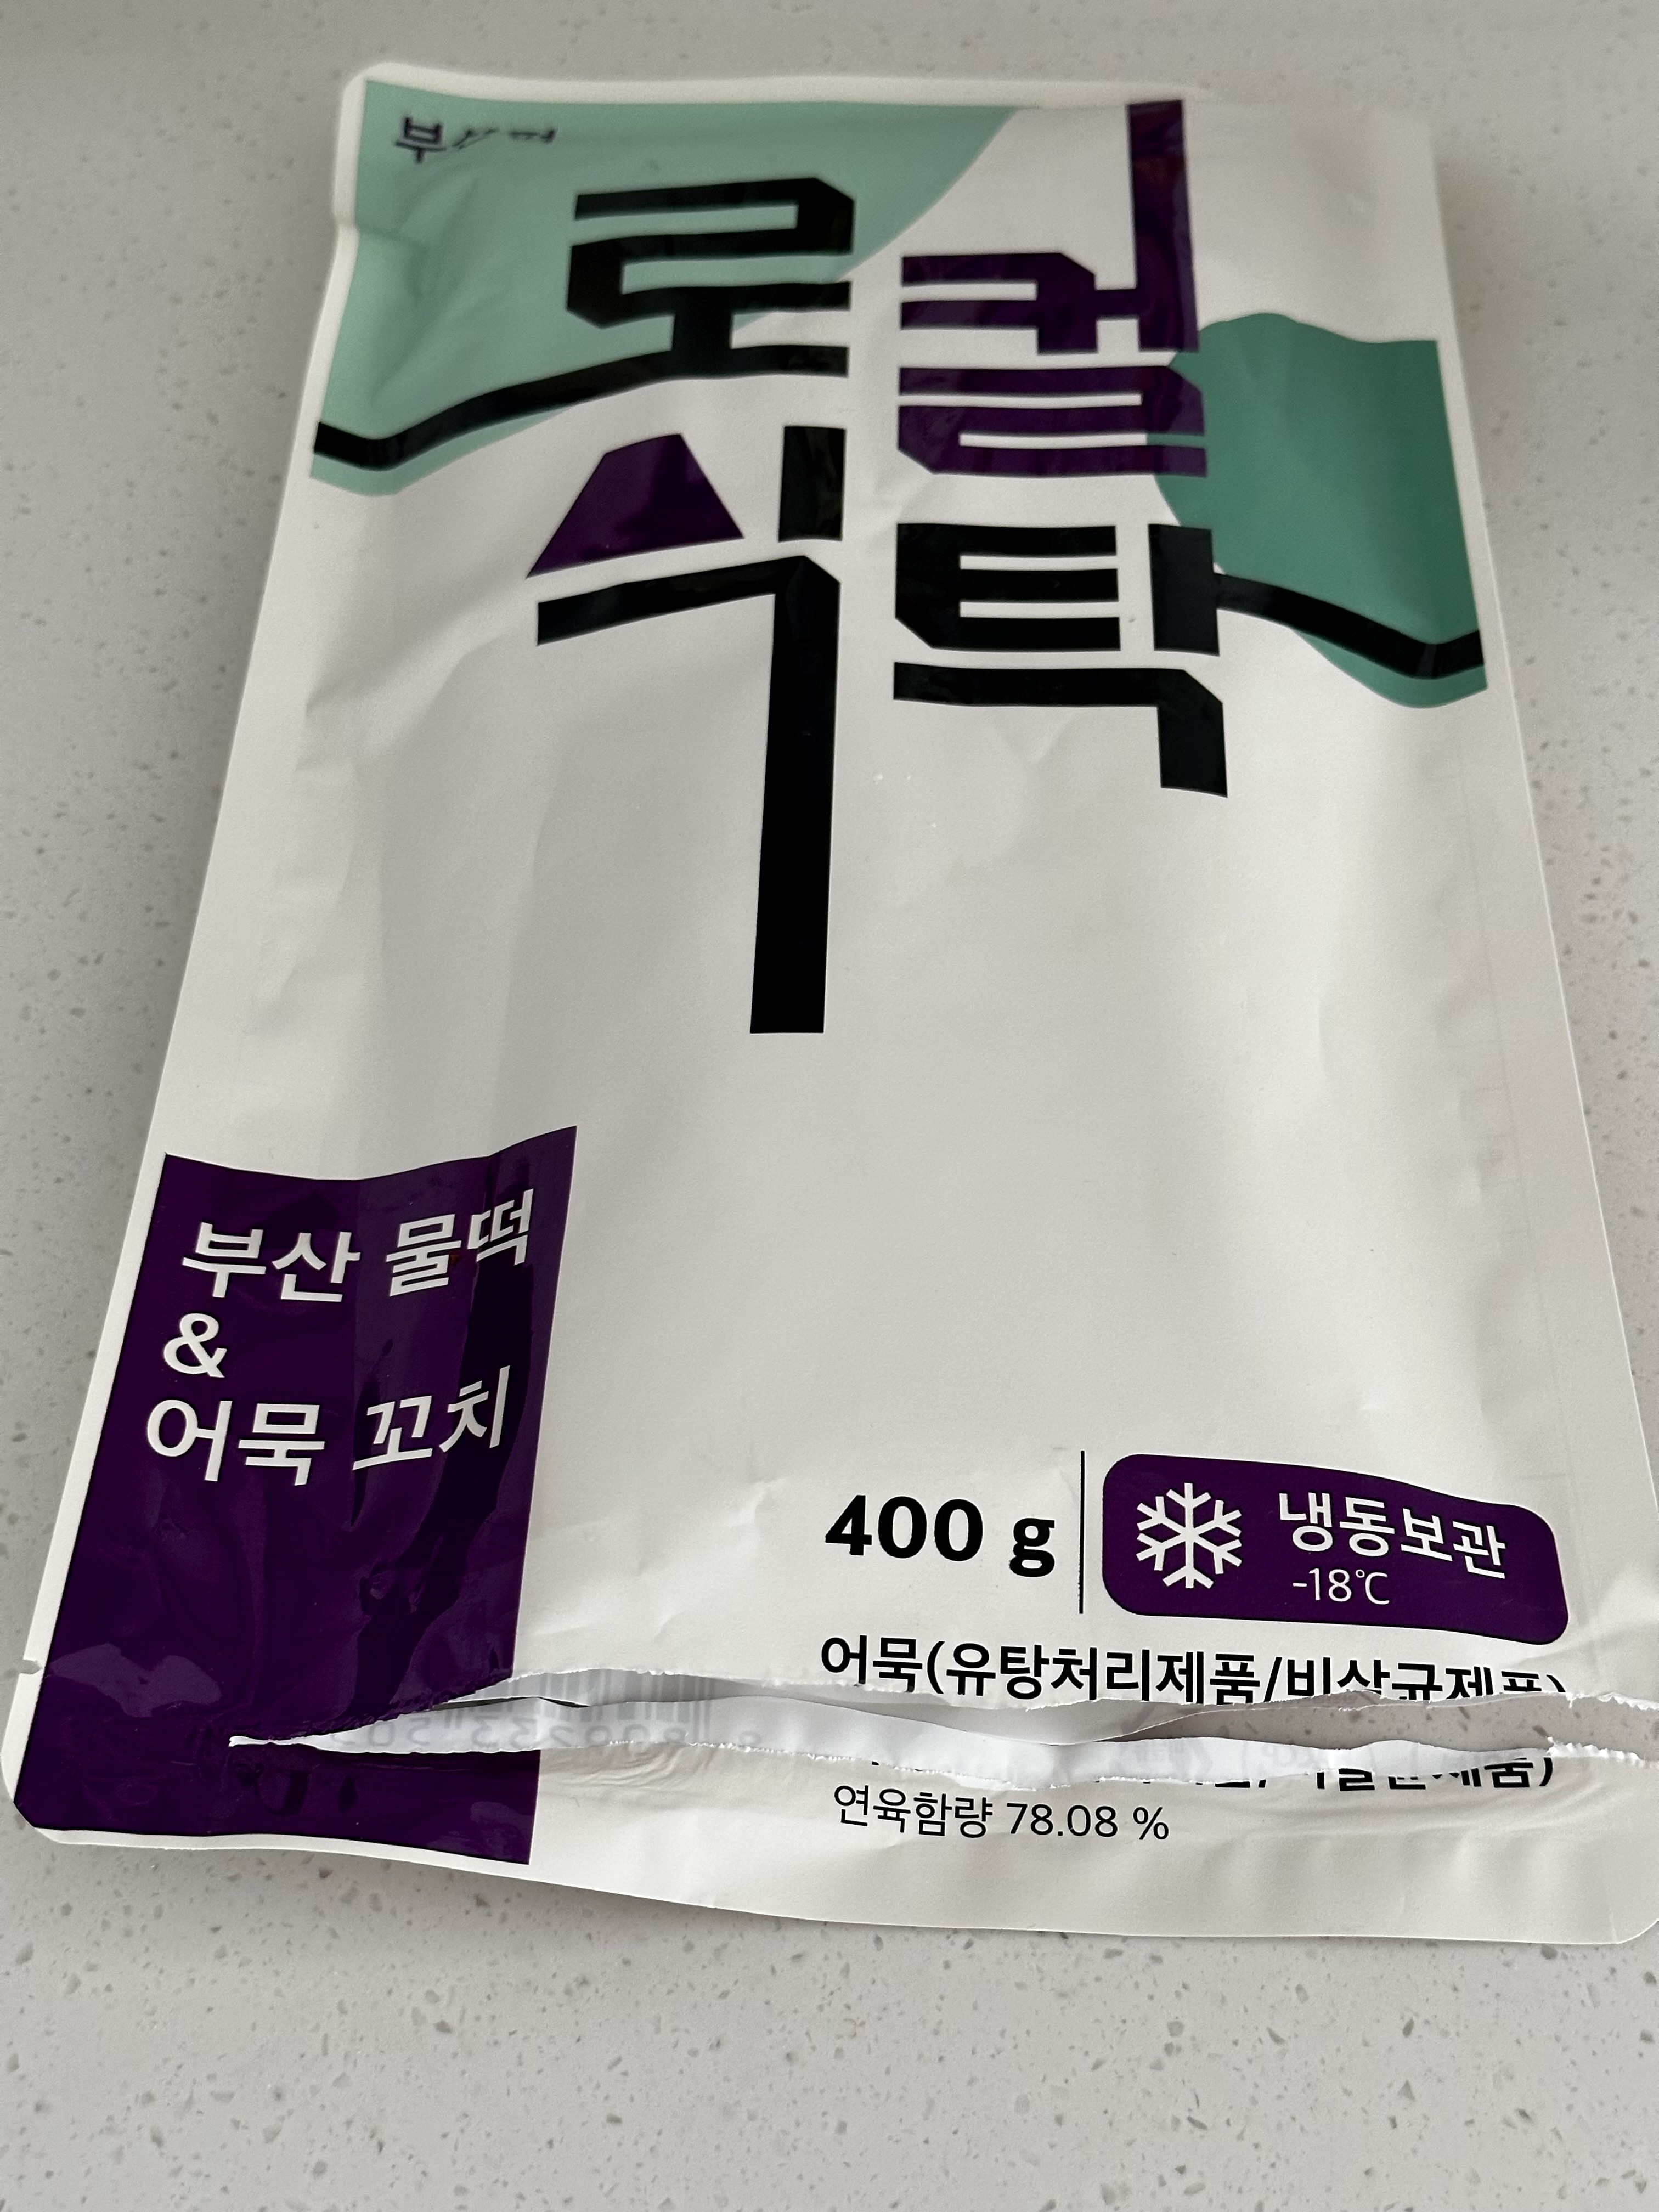 로컬
식탁
부산 물떡
&
어묵 꼬치
400 g
냉동보관
-18℃
어묵(유탕처리제품/비살균제품)
연육함량 78.08 %